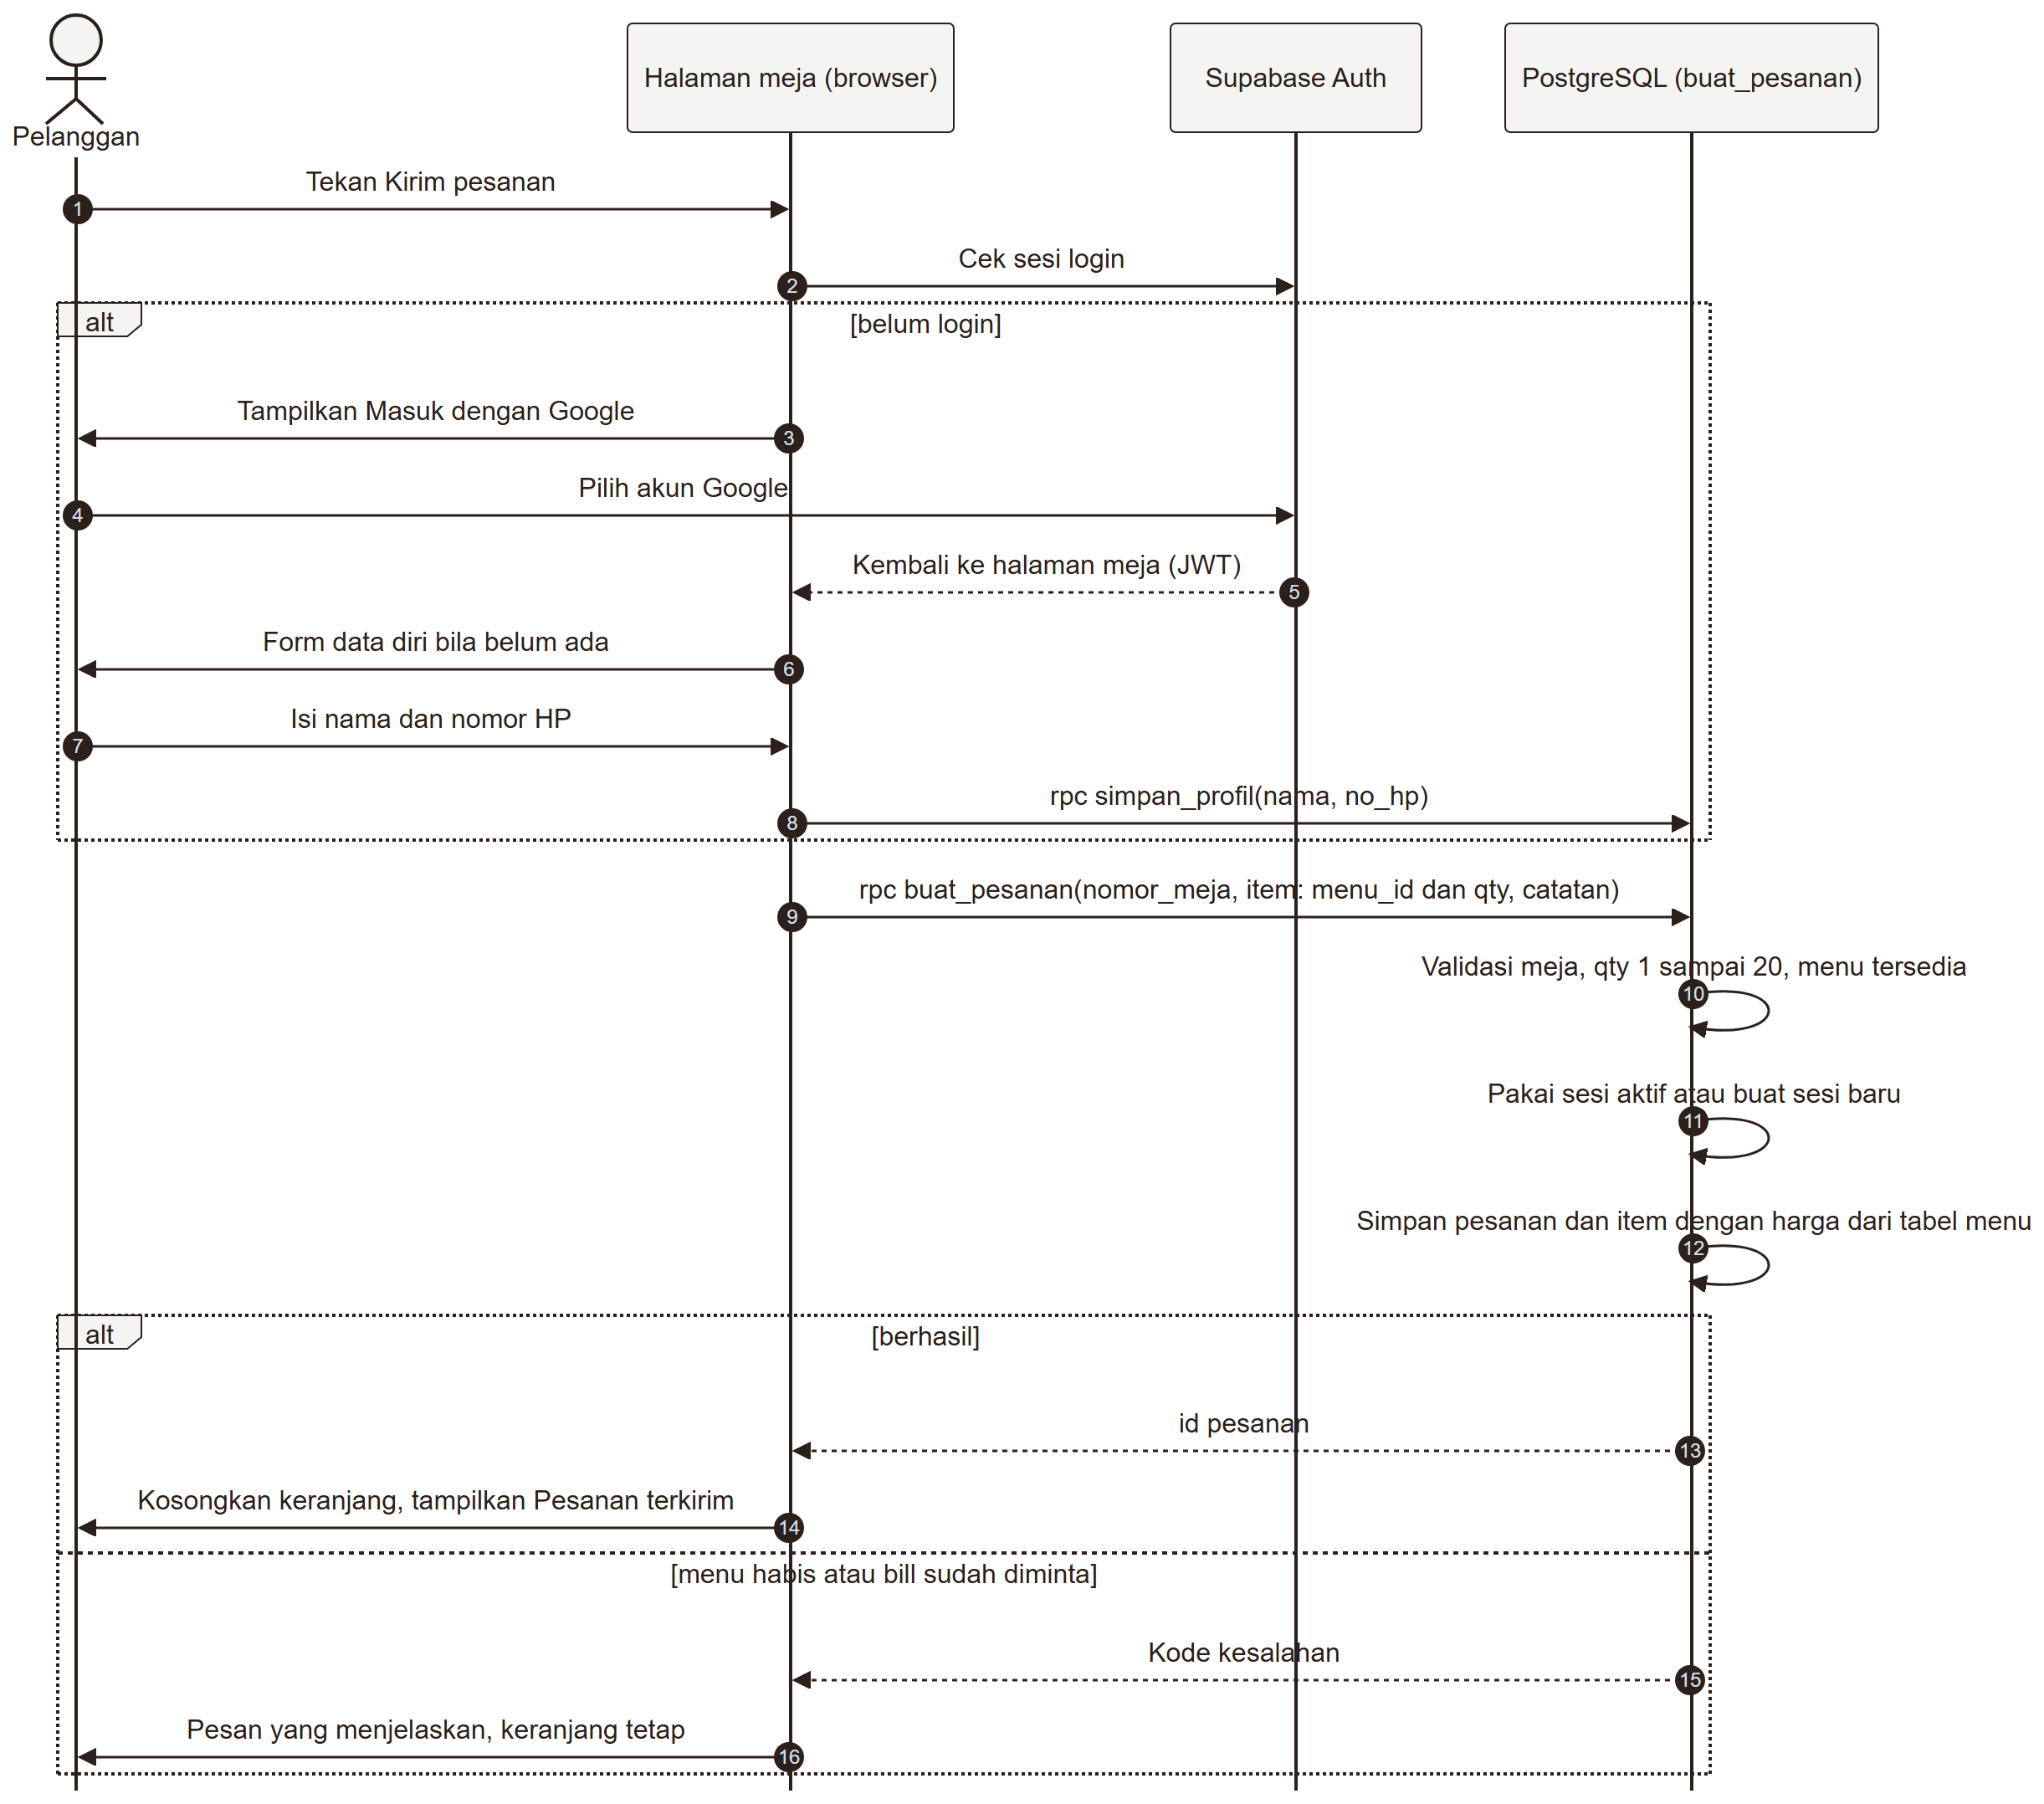 Pelanggan
Halaman meja (browser)
Supabase Auth
PostgreSQL (buat_pesanan)
Tekan Kirim pesanan
1
Cek sesi login
2
alt
[belum login]
Tampilkan Masuk dengan Google
3
Pilih akun Google
4
Kembali ke halaman meja (JWT)
5
Form data diri bila belum ada
6
Isi nama dan nomor HP
7
rpc simpan_profil(nama, no_hp)
8
rpc buat_pesanan(nomor_meja, item: menu_id dan qty, catatan)
9
Validasi meja, qty 1 sampai 20, menu tersedia
10
Pakai sesi aktif atau buat sesi baru
11
Simpan pesanan dan item dengan harga dari tabel menu
12
alt
[berhasil]
id pesanan
13
Kosongkan keranjang, tampilkan Pesanan terkirim
14
[menu habis atau bill sudah diminta]
Kode kesalahan
15
Pesan yang menjelaskan, keranjang tetap
16